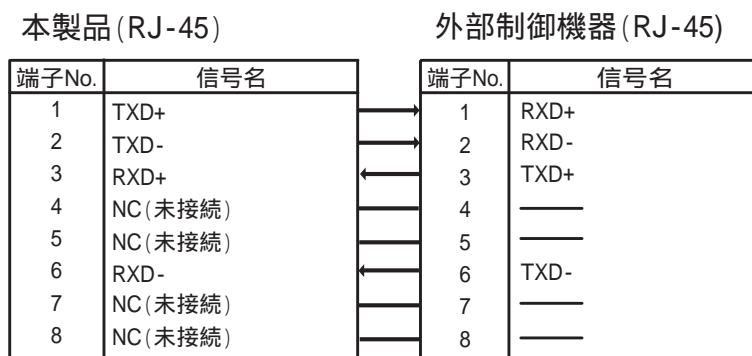 本製品(RJ-45) 外部制御機器(RJ-45)
端子No. 信号名 端子No. 信号名
1 TXD+ 1 RXD+
2 TXD- 2 RXD-
3 RXD+ 3 TXD+
4 NC(未接続) 4
5 NC(未接続) 5
6 RXD- 6 TXD-
7 NC(未接続) 7
8 NC(未接続) 8